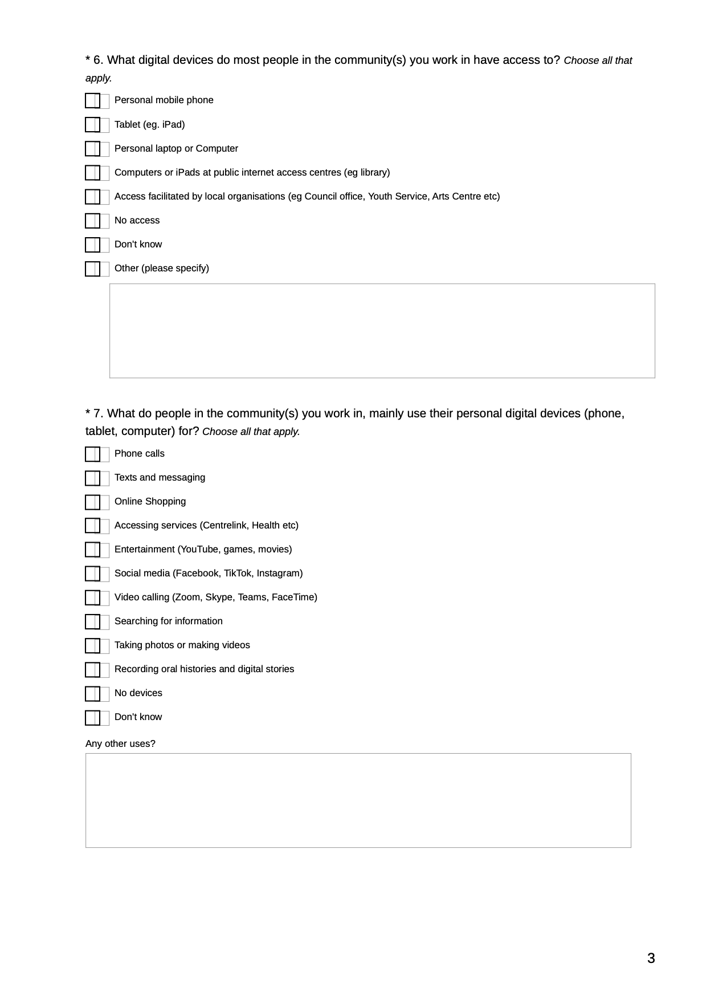 * 6. What digital devices do most people in the community(s) you work in have access to? Choose all that
apply.
Personal mobile phone
Tablet (eg. iPad)
Personal laptop or Computer
Computers or iPads at public internet access centres (eg library)
Access facilitated by local organisations (eg Council office, Youth Service, Arts Centre etc)
No access
Don't know
Other (please specify)
* 7. What do people in the community(s) you work in, mainly use their personal digital devices (phone,
tablet, computer) for? Choose all that apply.
Phone calls
Texts and messaging
Online Shopping
Accessing services (Centrelink, Health etc)
Entertainment (YouTube, games, movies)
Social media (Facebook, TikTok, Instagram)
Video calling (Zoom, Skype, Teams, FaceTime)
Searching for information
Taking photos or making videos
Recording oral histories and digital stories
No devices
Don't know
Any other uses?
3